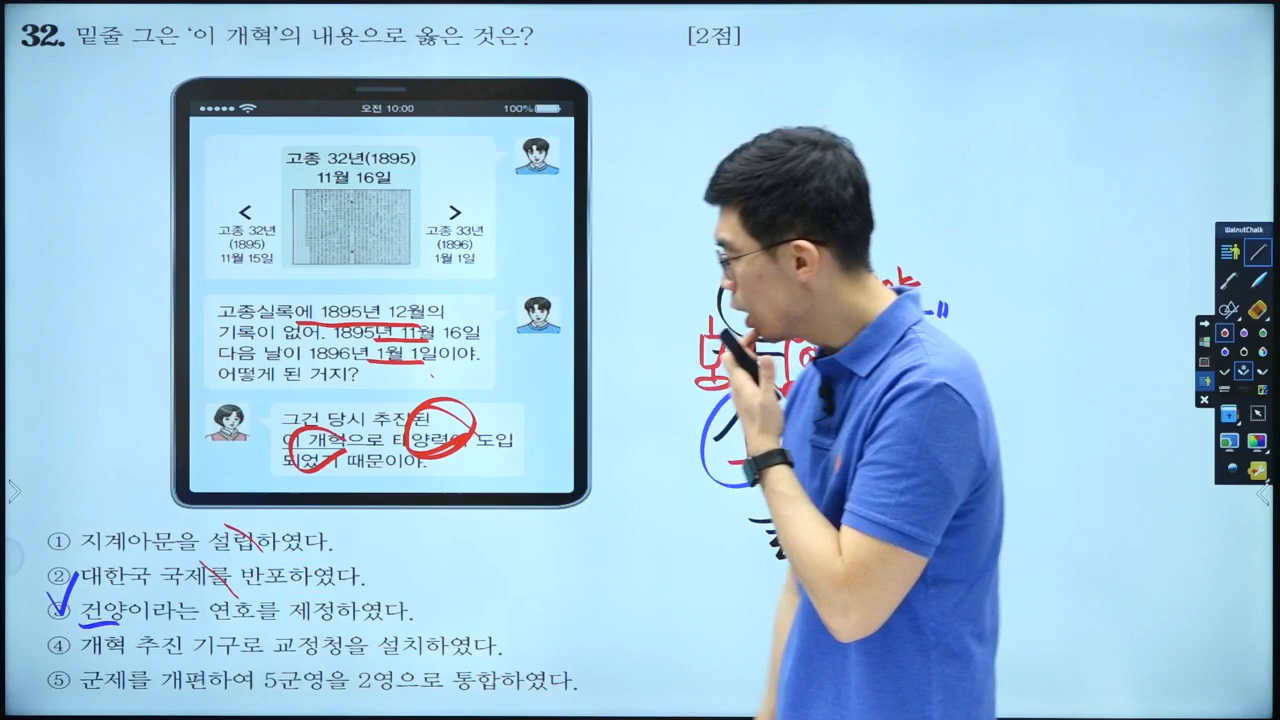 32. 밑줄 그은 ‘이 개혁’의 내용으로 옳은 것은? [2점]
오전 10:00
100%
고종 32년(1895)
11월 16일
고종 32년
(1895)
11월 15일
고종 33년
(1896)
1월 1일
고종실록에 1895년 12월의
기록이 없어. 1895년 11월 16일
다음 날이 1896년 1월 1일이야.
어떻게 된 거지?
그건 당시 추진된
이 개혁으로 태양력이 도입
되었기 때문이야.
① 지계아문을 설립하였다.
② 대한국 국제를 반포하였다.
③ 건양이라는 연호를 제정하였다.
④ 개혁 추진 기구로 교정청을 설치하였다.
⑤ 군제를 개편하여 5군영을 2영으로 통합하였다.
WalnutChalk